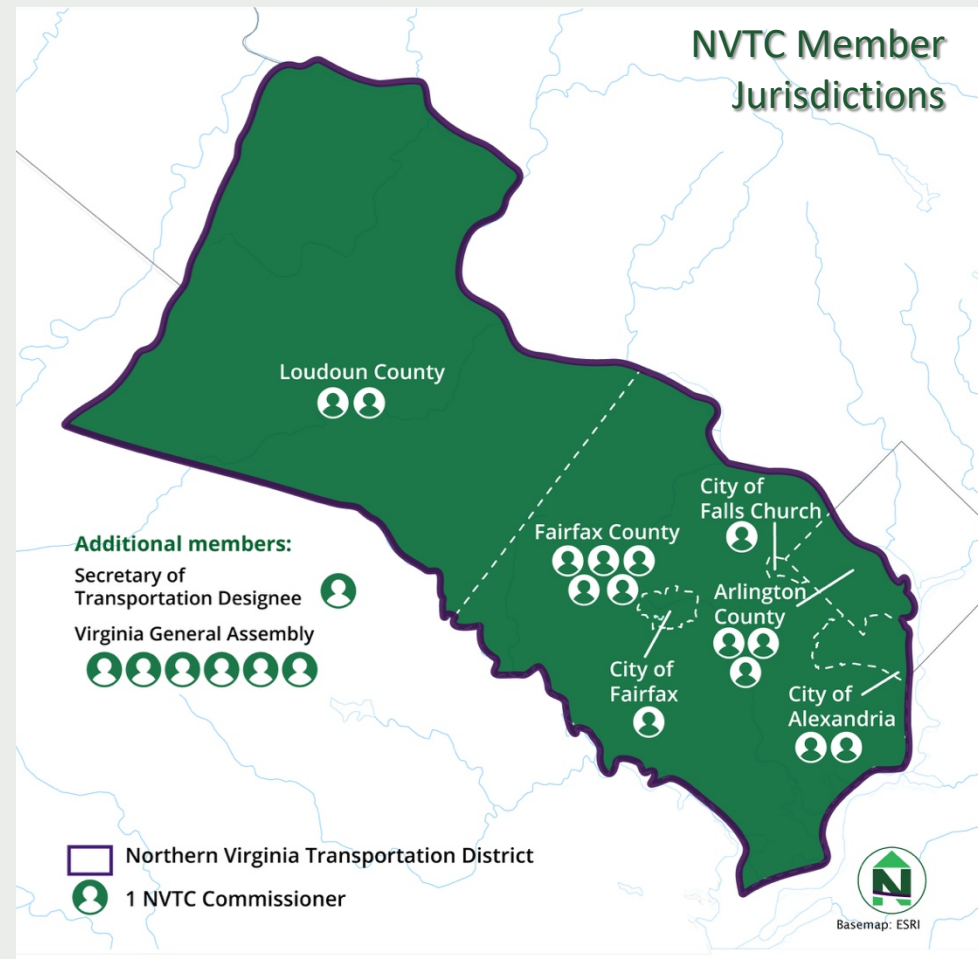 NVTC Member
Jurisdictions
Loudoun County
City of
Falls Church
Fairfax County
Arlington
County
City of
Fairfax
City of
Alexandria
Additional members:
Secretary of
Transportation Designee
Virginia General Assembly
Northern Virginia Transportation District
1 NVTC Commissioner
N
Basemap: ESRI